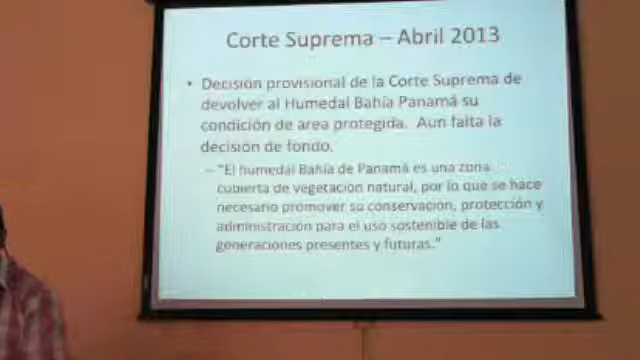 Corte Suprema – Abril 2013
• Decisión provisional de la Corte Suprema de
devolver al Humedal Bahía Panamá su
condición de area protegida. Aun falta la
decisión de fondo.
– "El humedal Bahía de Panamá es una zona
cubierta de vegetación natural, por lo que se hace
necesario promover su conservación, protección y
administración para el uso sostenible de las
generaciones presentes y futuras."